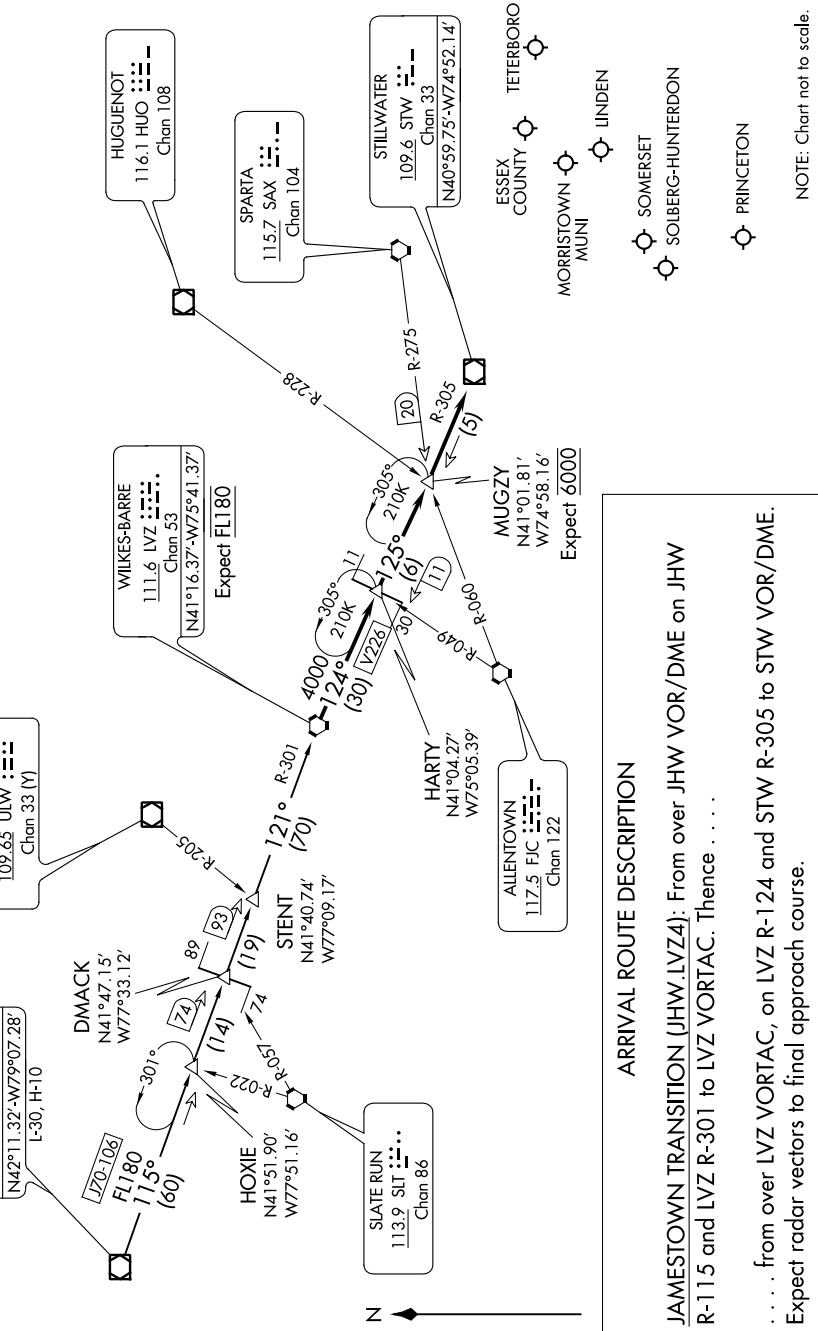 N42°11.32'-W79°07.28'
L-30, H-10
109.65 ULW
Chan 33 (Y)
WILKES-BARRE
111.6 LVZ
Chan 53
N41°16.37'-W75°41.37'
Expect FL180
HUGUENOT
116.1 HUO
Chan 108
SPARTA
115.7 SAX
Chan 104
STILLWATER
109.6 STW
Chan 33
N40°59.75'-W74°52.14'
J70-106
FL180
115°
(60)
301°
HOXIE
N41°51.90'
W77°51.16'
74
(14)
DMACK
N41°47.15'
W77°33.12'
89
74
93
(19)
STENT
N41°40.74'
W77°09.17'
R-205
R-022
R-057
SLATE RUN
113.9 SLT
Chan 86
121°
(70)
R-301
4000
124°
(30)
V226
305°
210K
11
30
HARTY
N41°04.27'
W75°05.39'
125°
(6)
11
305°
210K
20
MUGZY
N41°01.81'
W74°58.16'
Expect 6000
R-228
R-275
R-305
(5)
R-049
R-060
ALLENTOWN
117.5 FJC
Chan 122
ESSEX
COUNTY
TETERBORO
MORRISTOWN
MUNI
LINDEN
SOMERSET
SOLBERG-HUNTERDON
PRINCETON
NOTE: Chart not to scale.
N
ARRIVAL ROUTE DESCRIPTION
JAMESTOWN TRANSITION (JHW.LVZ4): From over JHW VOR/DME on JHW
R-115 and LVZ R-301 to LVZ VORTAC. Thence . . . .
. . . . from over LVZ VORTAC, on LVZ R-124 and STW R-305 to STW VOR/DME.
Expect radar vectors to final approach course.